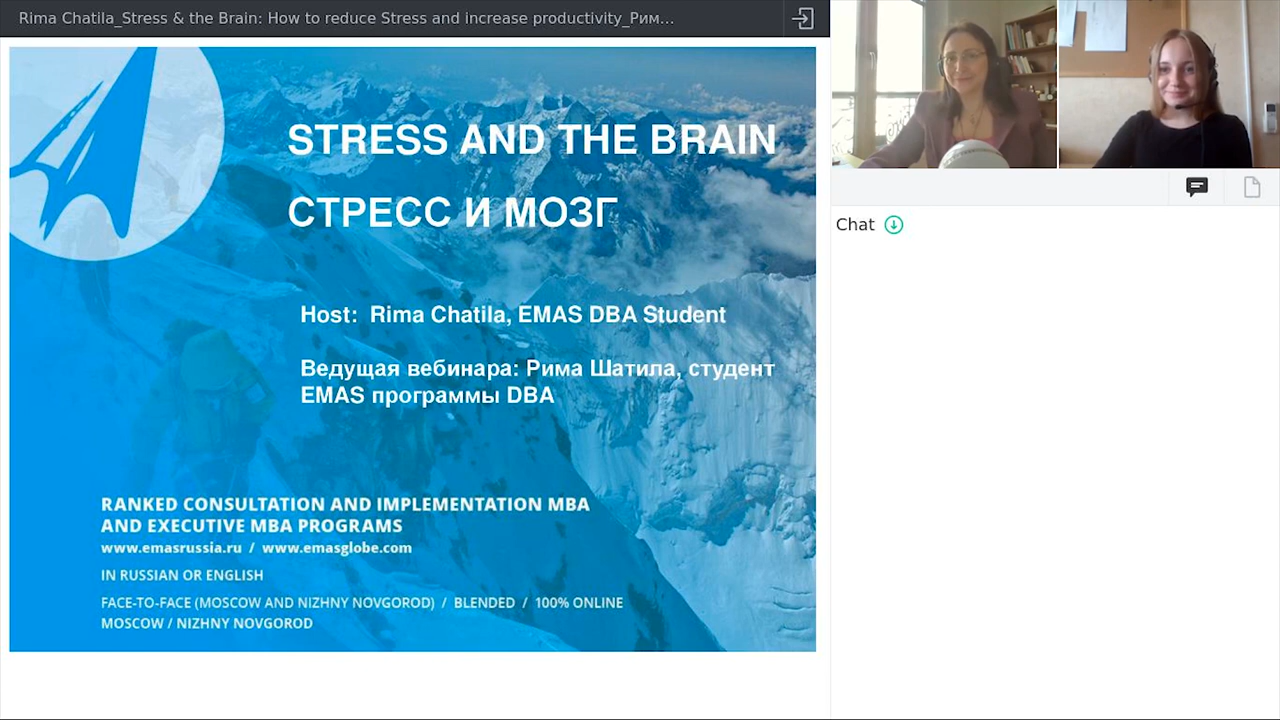 Rima Chatila_Stress & the Brain: How to reduce Stress and increase productivity_Рим...
STRESS AND THE BRAIN
СТРЕСС И МОЗГ
Host:  Rima Chatila, EMAS DBA Student
Ведущая вебинара: Рима Шатила, студент
EMAS программы DBA
RANKED CONSULTATION AND IMPLEMENTATION MBA
AND EXECUTIVE MBA PROGRAMS
www.emasrussia.ru / www.emasglobe.com
IN RUSSIAN OR ENGLISH
FACE-TO-FACE (MOSCOW AND NIZHNY NOVGOROD) / BLENDED / 100% ONLINE
MOSCOW / NIZHNY NOVGOROD
Chat